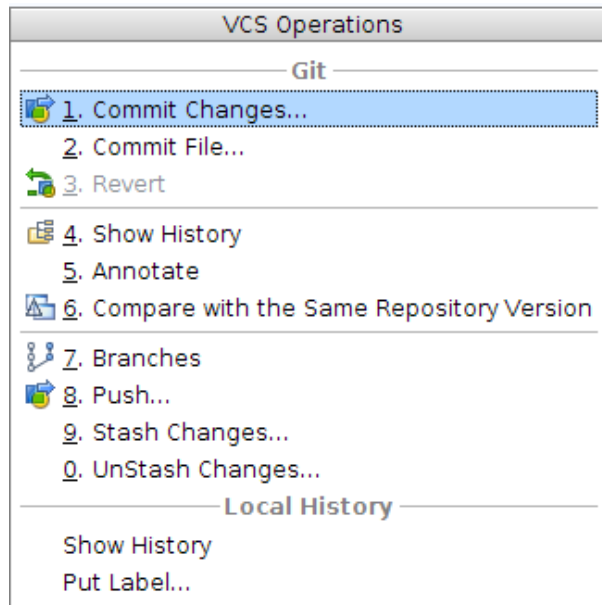 VCS Operations
Git
1. Commit Changes...
2. Commit File...
3. Revert
4. Show History
5. Annotate
6. Compare with the Same Repository Version
7. Branches
8. Push...
9. Stash Changes...
0. UnStash Changes...
Local History
Show History
Put Label...